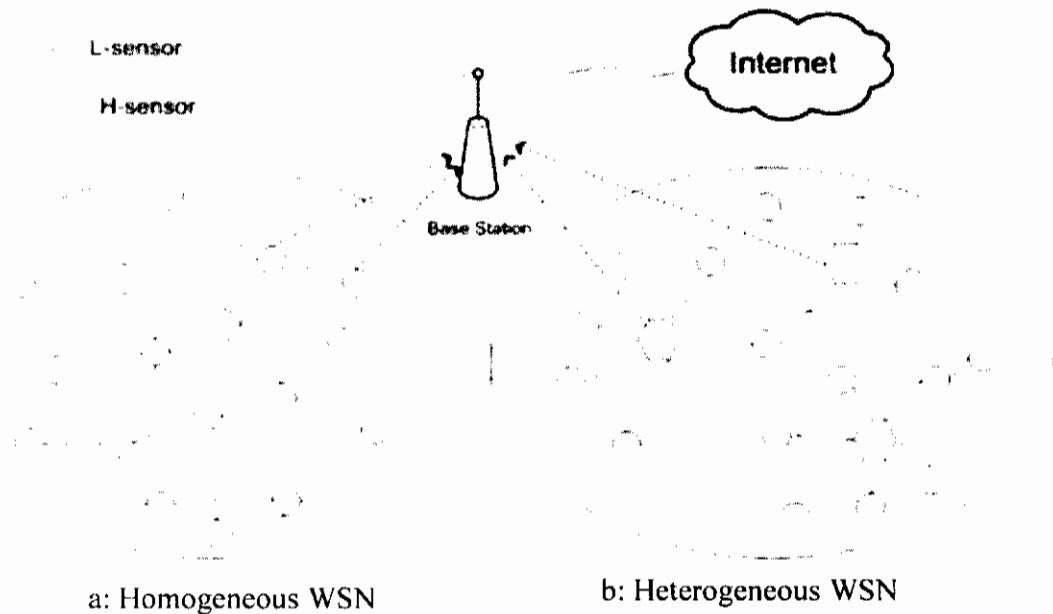 L-sensor
Internet
H-sensor
Base Station
a: Homogeneous WSN
b: Heterogeneous WSN